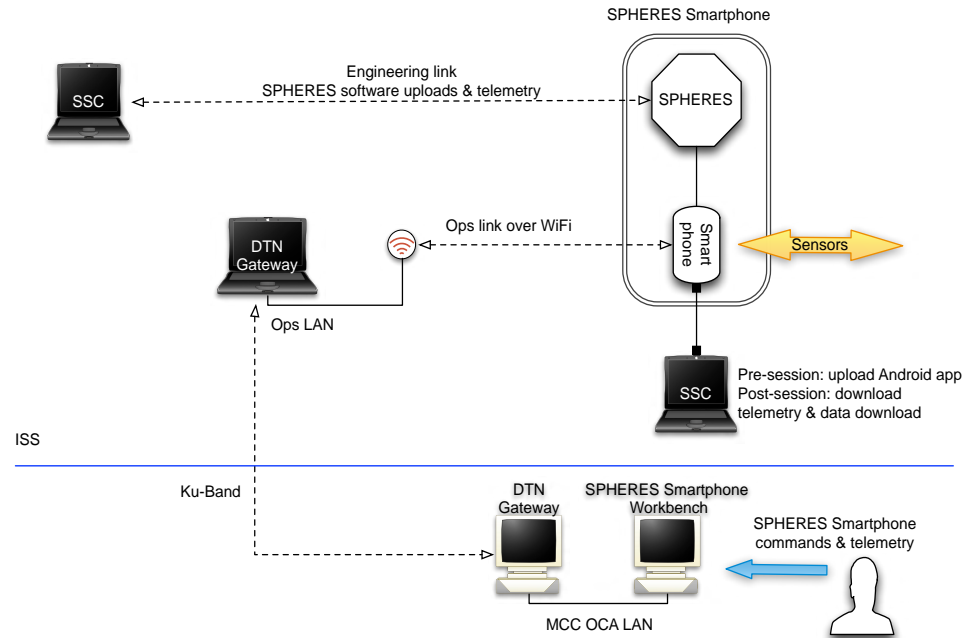 SPHERES Smartphone
Engineering link
SPHERES software uploads & telemetry
SSC
SPHERES
Ops link over WiFi
Smart
phone
Sensors
DTN
Gateway
Ops LAN
SSC
Pre-session: upload Android app
Post-session: download
telemetry & data download
ISS
Ku-Band
DTN
Gateway
SPHERES Smartphone
Workbench
SPHERES Smartphone
commands & telemetry
MCC OCA LAN